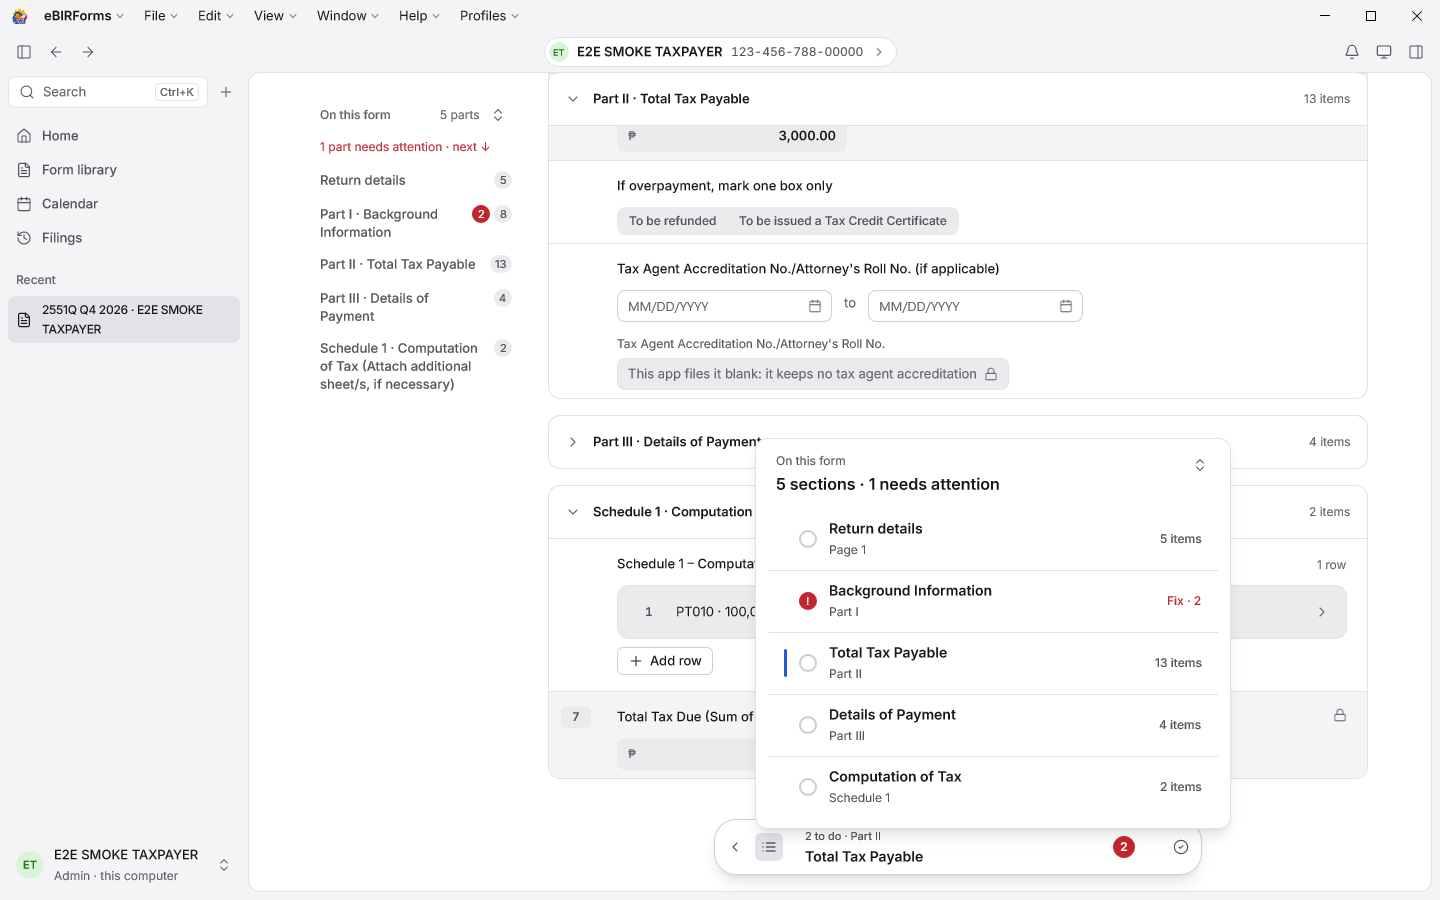 eBIRForms
File
Edit
View
Window
Help
Profiles
ET
E2E SMOKE TAXPAYER 123-456-788-00000
Search
Ctrl+K
Home
Form library
Calendar
Filings
Recent
2551Q Q4 2026 · E2E SMOKE
TAXPAYER
ET
E2E SMOKE TAXPAYER
Admin · this computer
On this form
5 parts
1 part needs attention · next ↓
Return details
5
Part I · Background
Information
2
8
Part II · Total Tax Payable
13
Part III · Details of
Payment
4
Schedule 1 · Computation
of Tax (Attach additional
sheet/s, if necessary)
2
Part II · Total Tax Payable
13 items
₱
3,000.00
If overpayment, mark one box only
To be refunded
To be issued a Tax Credit Certificate
Tax Agent Accreditation No./Attorney's Roll No. (if applicable)
MM/DD/YYYY
to
MM/DD/YYYY
Tax Agent Accreditation No./Attorney's Roll No.
This app files it blank: it keeps no tax agent accreditation
Part III · Details of Payment
4 items
Schedule 1 · Computation
2 items
Schedule 1 –
1 row
1
PT010 ·
Add row
7
Total Tax Due (Sum of
₱
On this form
5 sections · 1 needs attention
Return details
Page 1
5 items
!
Background Information
Part I
Fix · 2
Total Tax Payable
Part II
13 items
Details of Payment
Part III
4 items
Computation of Tax
Schedule 1
2 items
2 to do · Part II
Total Tax Payable
2